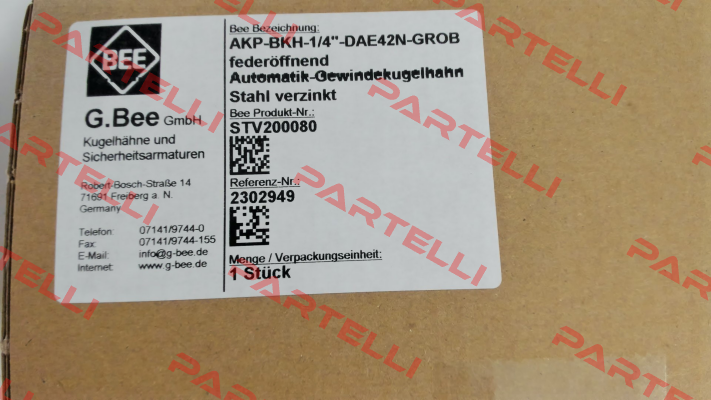 BEE
G.Bee GmbH
Kugelhähne und
Sicherheitsarmaturen
Robert-Bosch-Straße 14
71691 Freiberg a. N.
Germany
Telefon: 07141/9744-0
Fax: 07141/9744-155
E-Mail: info@g-bee.de
Internet: www.g-bee.de
Bee Bezeichnung:
AKP-BKH-1/4"-DAE42N-GROB
federöffnend
Automatik-Gewindekugelhahn
Stahl verzinkt
Bee Produkt-Nr.:
STV200080
Referenz-Nr.:
2302949
Menge / Verpackungseinheit:
1 Stück
PARTELLI
PARTELLI
PARTELLI
PARTELLI
PARTELLI
PARTELLI